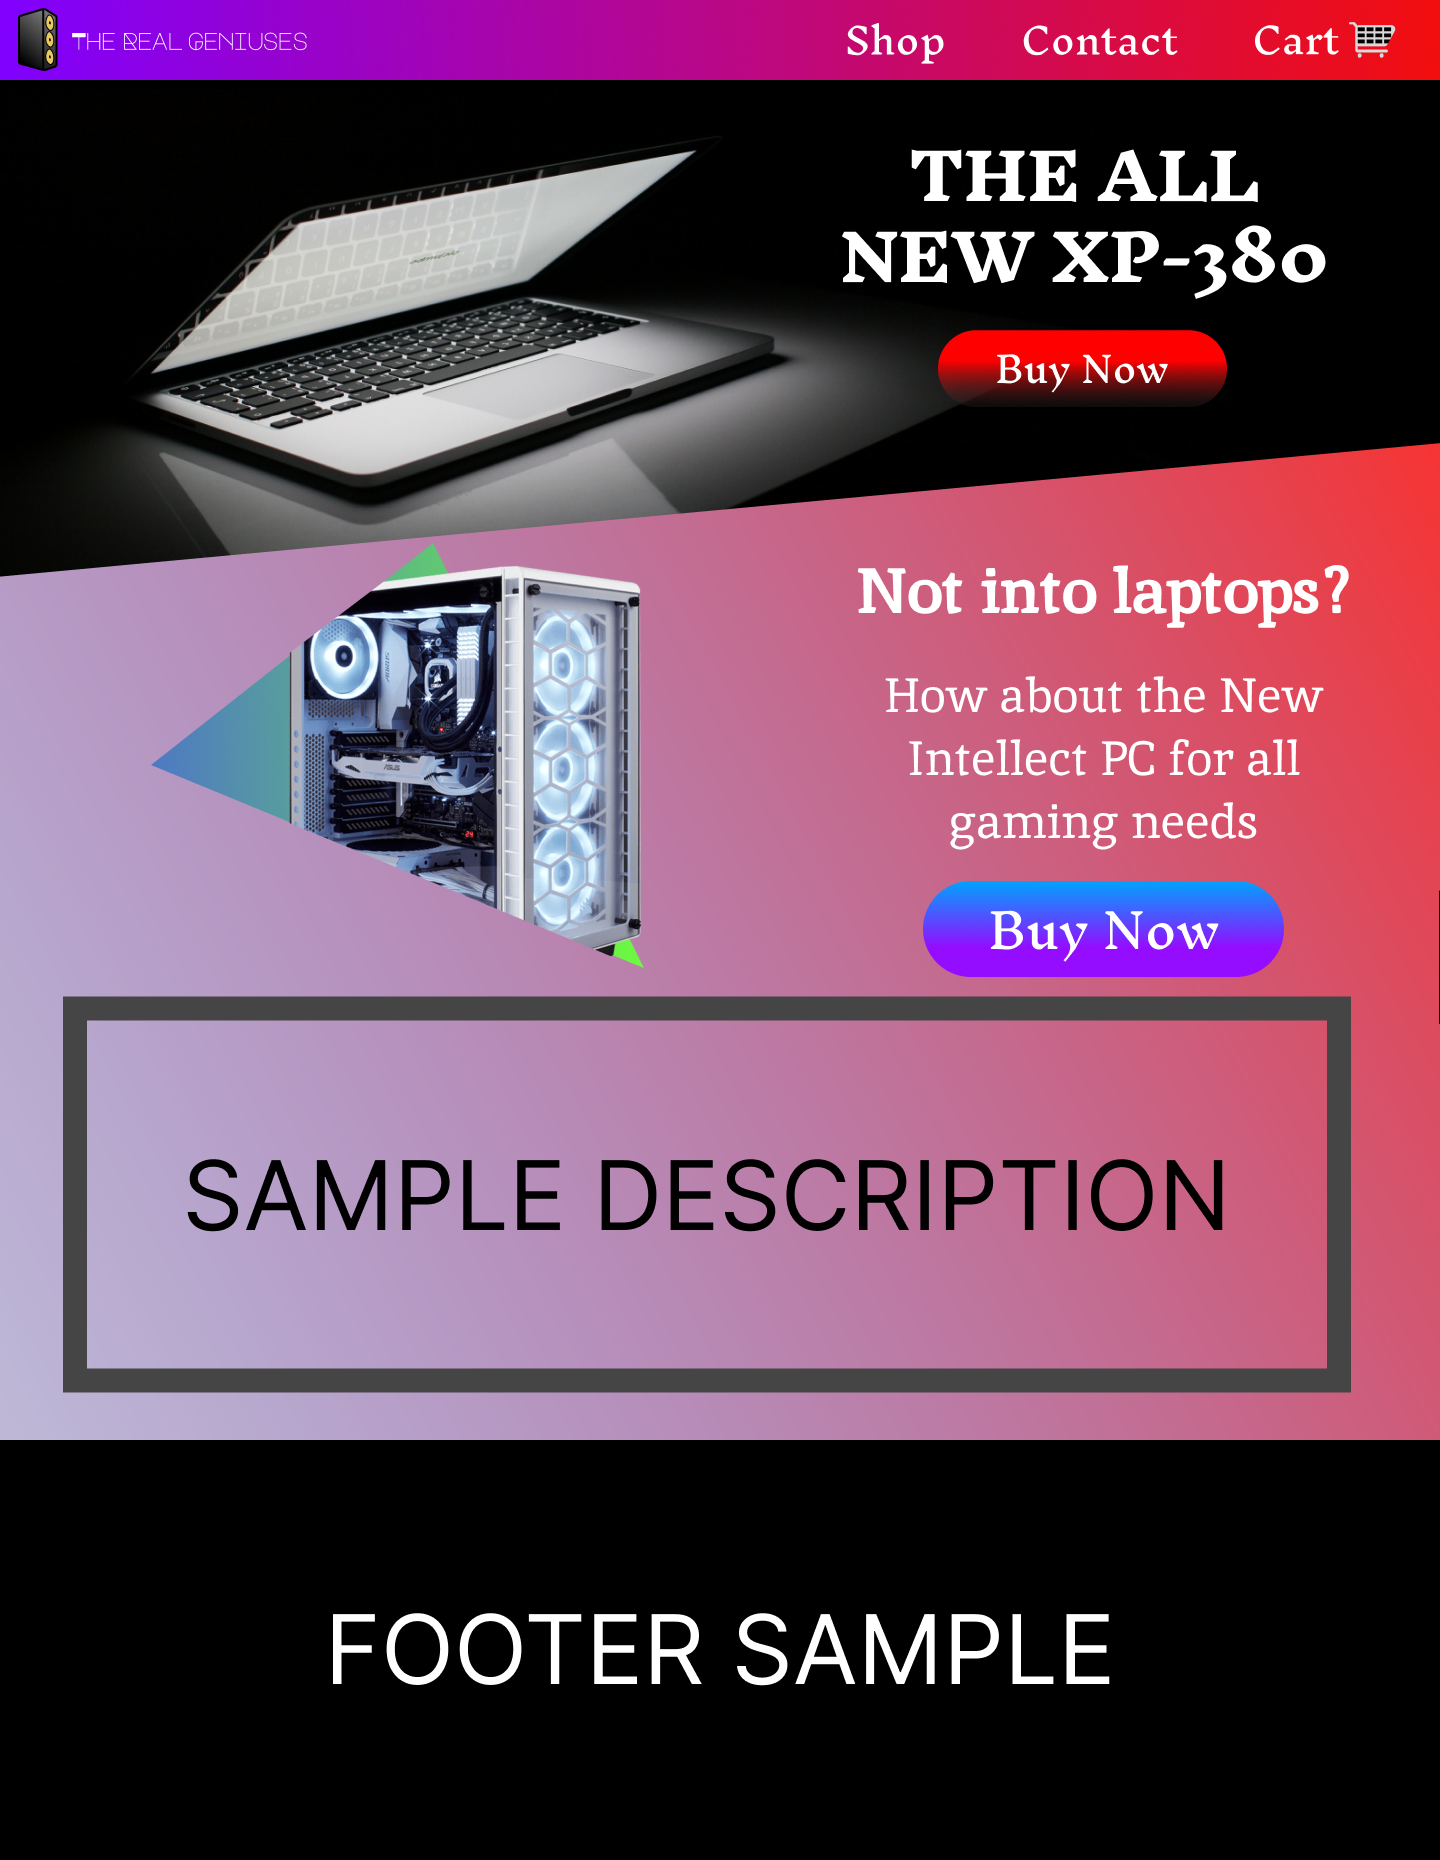 THE REAL GENIUSES
Shop
Contact
Cart
THE ALL
NEW XP-380
Buy Now
Not into laptops?
How about the New
Intellect PC for all
gaming needs
Buy Now
SAMPLE DESCRIPTION
FOOTER SAMPLE